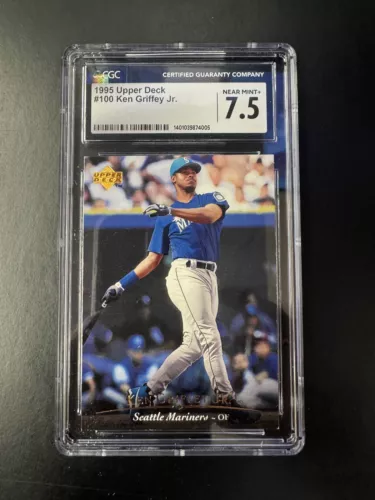 CGC
CERTIFIED GUARANTY COMPANY
1995 Upper Deck
#100 Ken Griffey Jr.
NEAR MINT+
7.5
1401039874005
UPPER
DECK
Seattle Mariners - OF